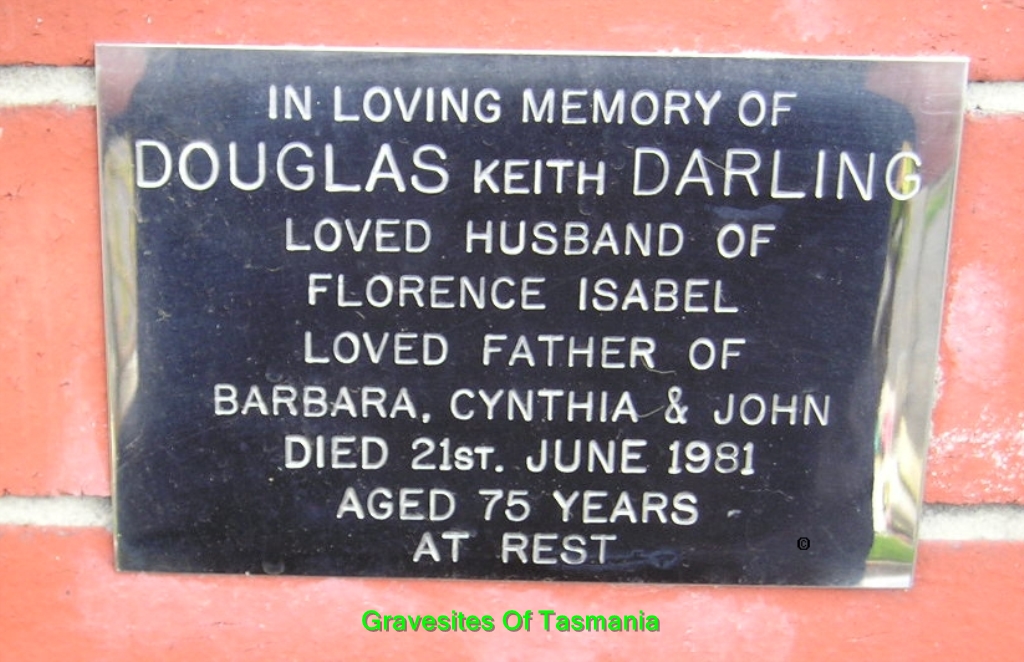 IN LOVING MEMORY OF
DOUGLAS KEITH DARLING
LOVED HUSBAND OF
FLORENCE ISABEL
LOVED FATHER OF
BARBARA, CYNTHIA & JOHN
DIED 21ST. JUNE 1981
AGED 75 YEARS
AT REST
©
Gravesites Of Tasmania